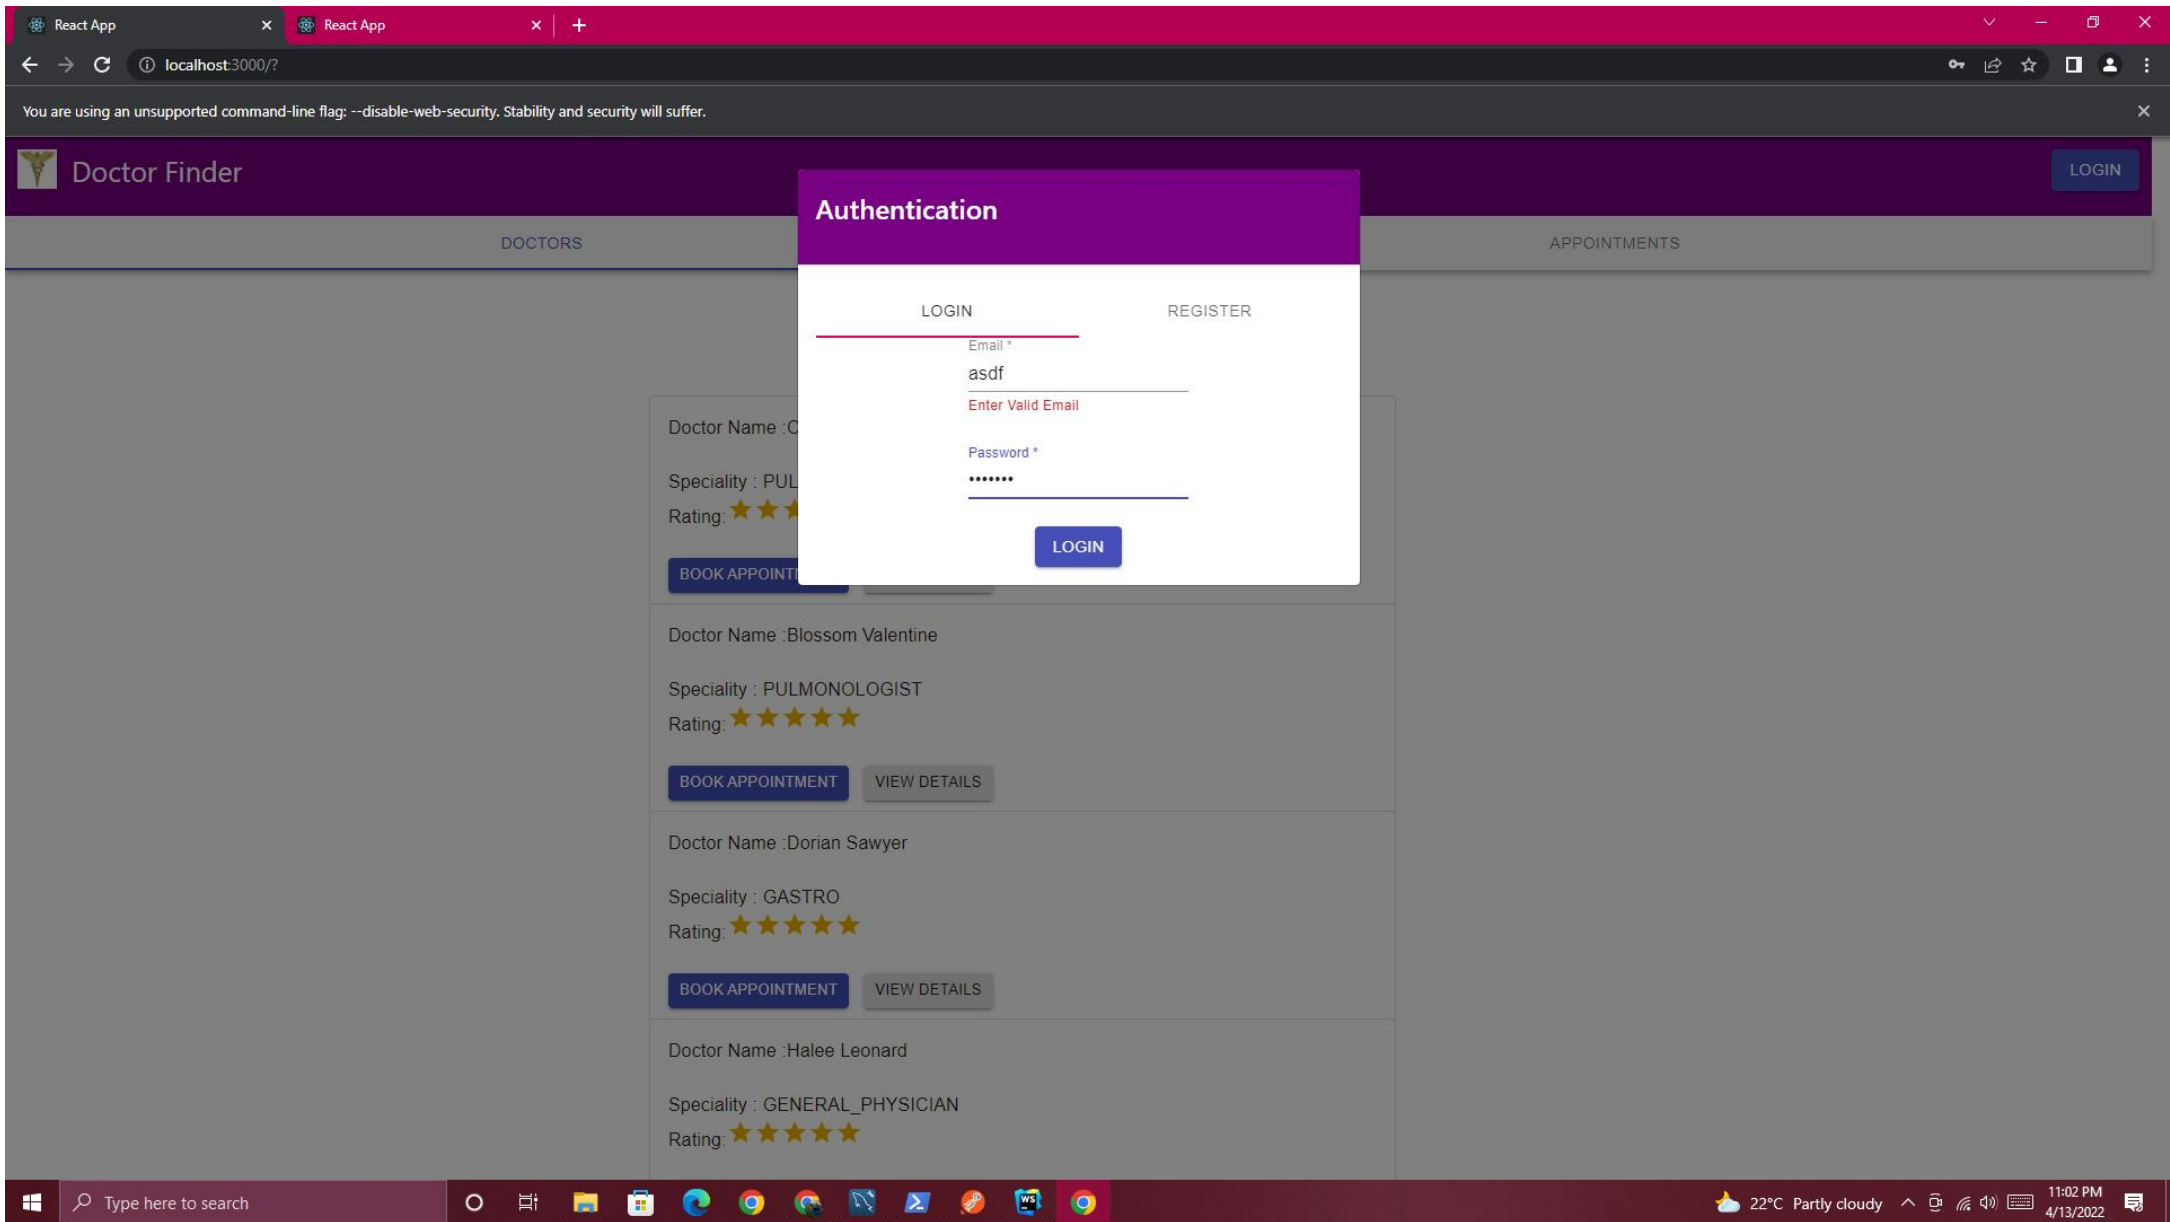 React App
React App
localhost:3000/?
You are using an unsupported command-line flag: --disable-web-security. Stability and security will suffer.
Doctor Finder
LOGIN
DOCTORS
APPOINTMENTS
Authentication
LOGIN
REGISTER
Email *
asdf
Enter Valid Email
Password *
•••••••
LOGIN
Doctor Name :
Speciality : PUL
Rating:
BOOK APPOINT
Doctor Name :Blossom Valentine
Speciality : PULMONOLOGIST
Rating:
BOOK APPOINTMENT VIEW DETAILS
Doctor Name :Dorian Sawyer
Speciality : GASTRO
Rating:
BOOK APPOINTMENT VIEW DETAILS
Doctor Name :Halee Leonard
Speciality : GENERAL_PHYSICIAN
Rating:
Type here to search
WS
22°C Partly cloudy
11:02 PM
4/13/2022